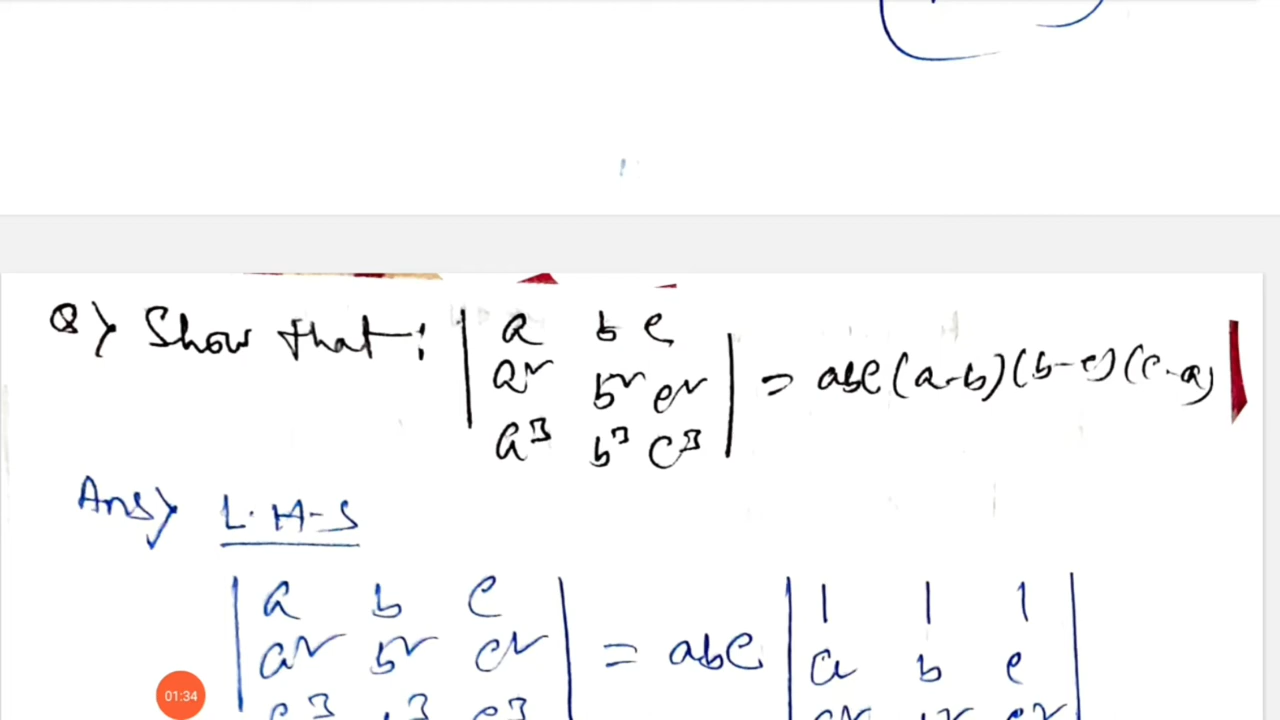 Q) Show that: | a b c |
| a² b² c² | = abc (a-b) (b-c) (c-a)
| a³ b³ c³ |
Ans) L.H-S
| a b c | | 1 1 1 |
| a² b² c² | = abc | a b c |
01:34